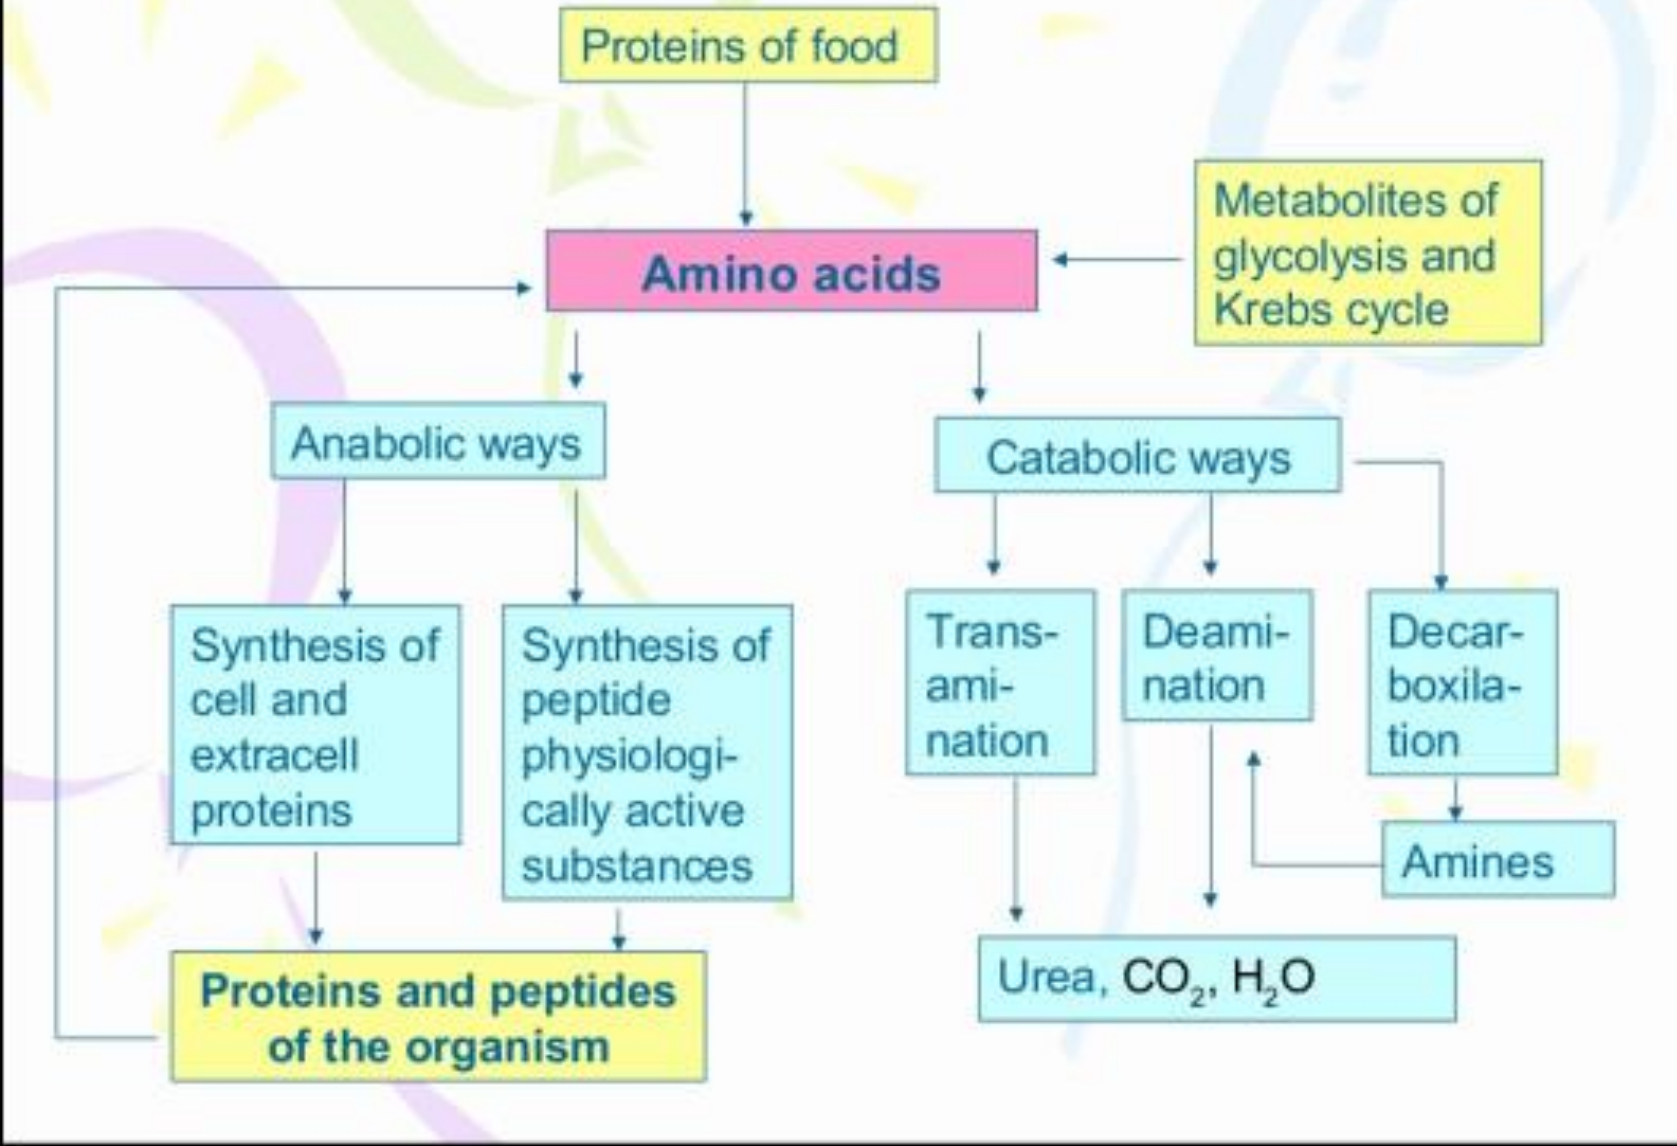 Proteins of food
Metabolites of
glycolysis and
Krebs cycle
Amino acids
Anabolic ways
Catabolic ways
Synthesis of
cell and
extracell
proteins
Synthesis of
peptide
physiologi-
cally active
substances
Trans-
ami-
nation
Deami-
nation
Decar-
boxila-
tion
Amines
Proteins and peptides
of the organism
Urea, CO₂, H₂O